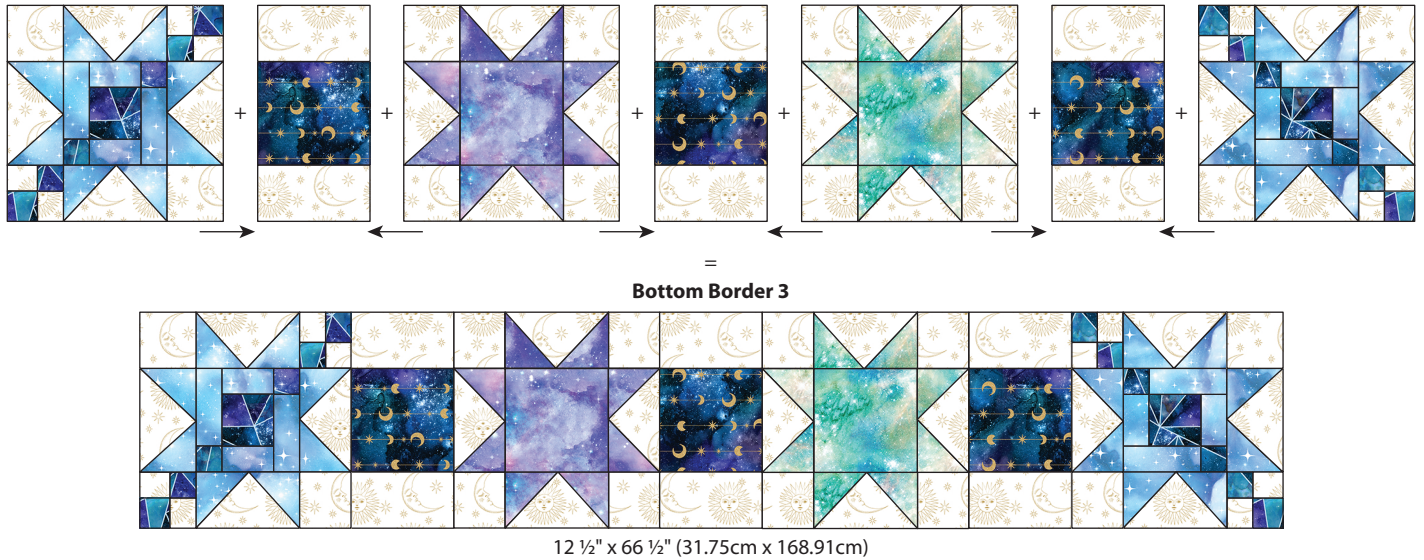 + + + + + +
=
Bottom Border 3
12 ½" x 66 ½" (31.75cm x 168.91cm)